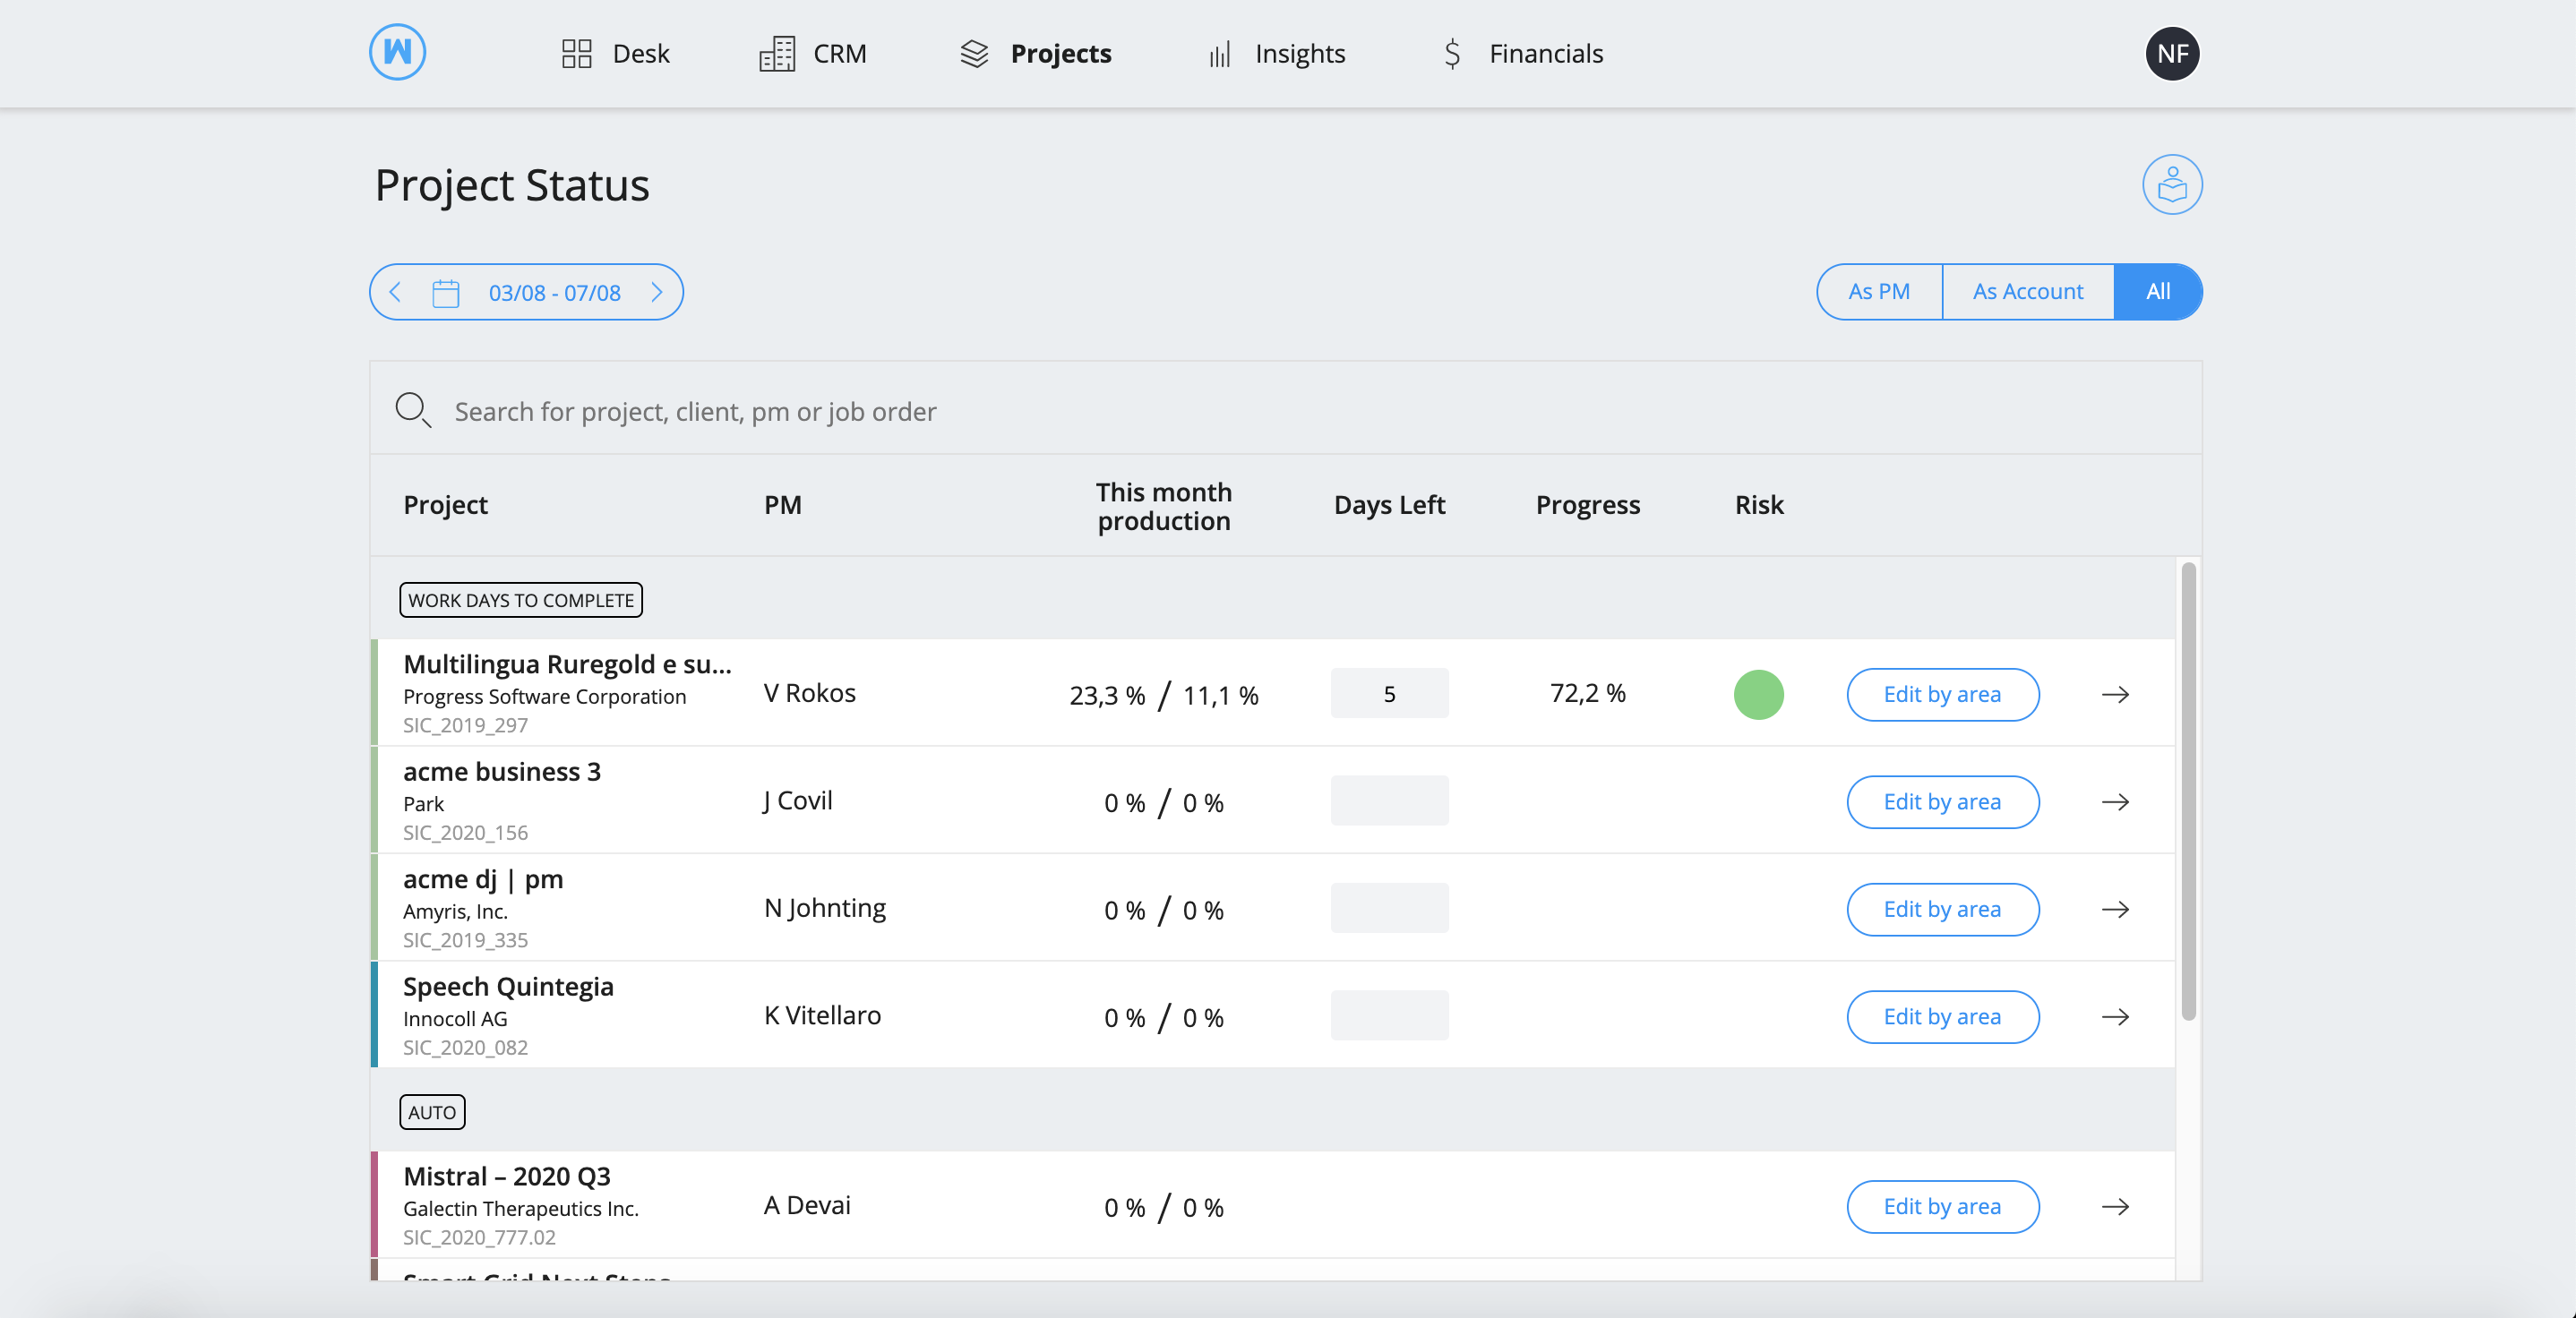 W
Desk
CRM
Projects
Insights
$
Financials
NF
Project Status
03/08 - 07/08
As PM
As Account
All
Search for project, client, pm or job order
Project
PM
This month
production
Days Left
Progress
Risk
WORK DAYS TO COMPLETE
Multilingua Ruregold e su...
Progress Software Corporation
SIC_2019_297
V Rokos
23,3 % / 11,1 %
5
72,2 %
Edit by area
acme business 3
Park
SIC_2020_156
J Covil
0 % / 0 %
Edit by area
acme dj | pm
Amyris, Inc.
SIC_2019_335
N Johnting
0 % / 0 %
Edit by area
Speech Quintegia
Innocoll AG
SIC_2020_082
K Vitellaro
0 % / 0 %
Edit by area
AUTO
Mistral – 2020 Q3
Galectin Therapeutics Inc.
SIC_2020_777.02
A Devai
0 % / 0 %
Edit by area
Smart Grid Next Steps